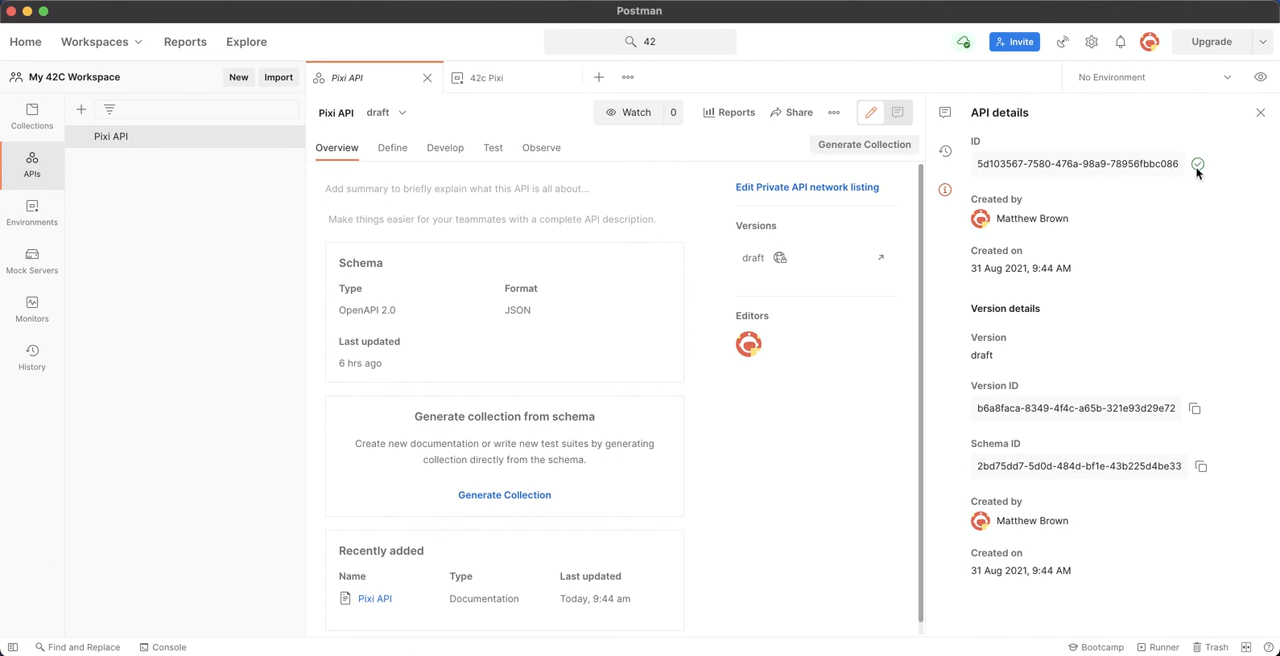 Postman
Home Workspaces Reports Explore
42
Invite
Upgrade
My 42C Workspace
New Import
Pixi API
42c Pixi
No Environment
Collections
APIs
Environments
Mock Servers
Monitors
History
Pixi API
Pixi API draft
Watch 0
Reports
Share
Overview Define Develop Test Observe
Generate Collection
Add summary to briefly explain what this API is all about...
Make things easier for your teammates with a complete API description.
Schema
Type Format
OpenAPI 2.0 JSON
Last updated
6 hrs ago
Generate collection from schema
Create new documentation or write new test suites by generating
collection directly from the schema.
Generate Collection
Recently added
Name Type Last updated
Pixi API Documentation Today, 9:44 am
Edit Private API network listing
Versions
draft
Editors
API details
ID
5d103567-7580-476a-98a9-78956fbbc086
Created by
Matthew Brown
Created on
31 Aug 2021, 9:44 AM
Version details
Version
draft
Version ID
b6a8faca-8349-4f4c-a65b-321e93d29e72
Schema ID
2bd75dd7-5d0d-484d-bf1e-43b225d4be33
Created by
Matthew Brown
Created on
31 Aug 2021, 9:44 AM
Find and Replace Console
Bootcamp Runner Trash